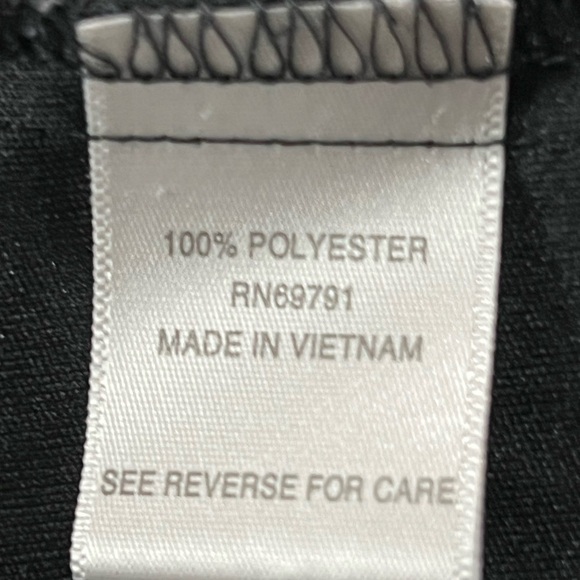 100% POLYESTER
RN69791
MADE IN VIETNAM
SEE REVERSE FOR CARE